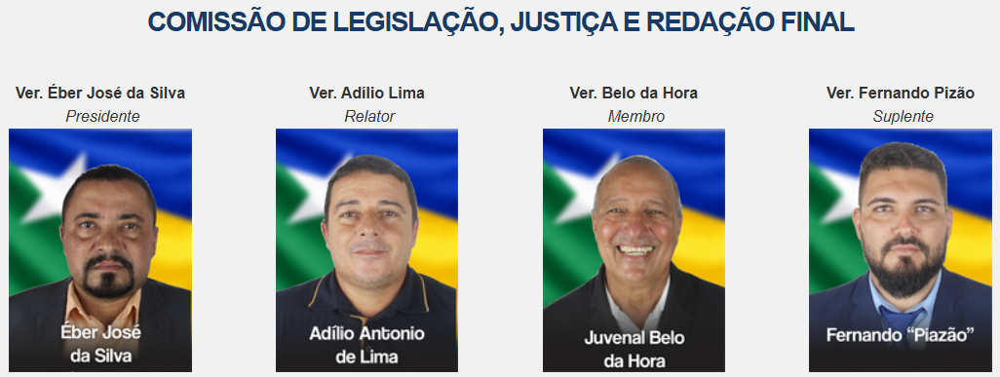 COMISSÃO DE LEGISLAÇÃO, JUSTIÇA E REDAÇÃO FINAL
Ver. Éber José da Silva
Presidente
Éber José
da Silva
Ver. Adílio Lima
Relator
Adílio Antonio
de Lima
Ver. Belo da Hora
Membro
Juvenal Belo
da Hora
Ver. Fernando Pizão
Suplente
Fernando “Piazão”